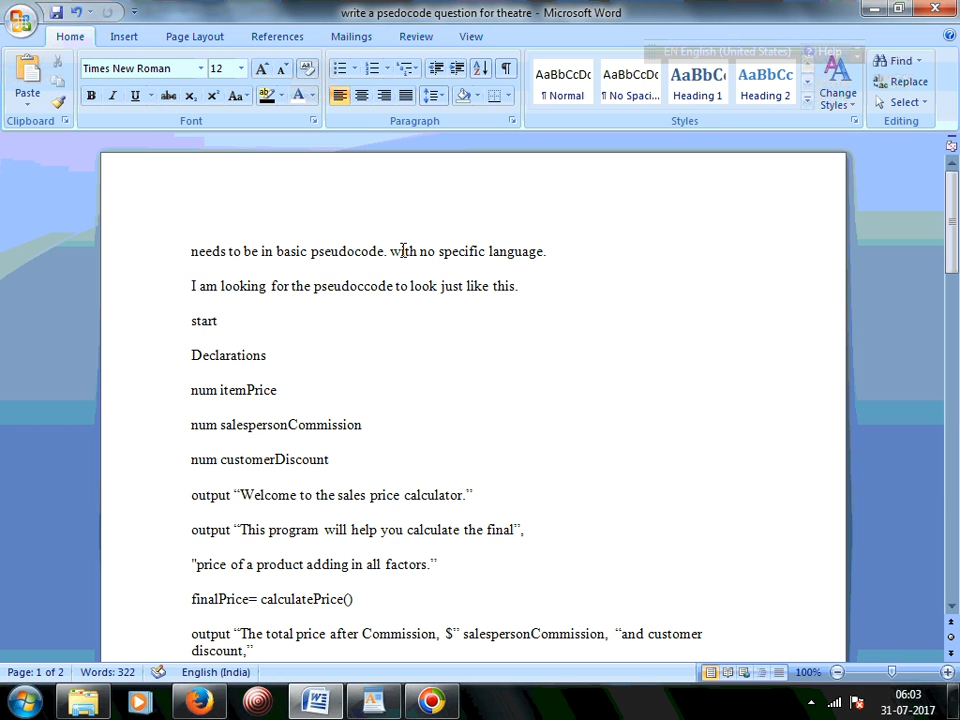 write a psedocode question for theatre - Microsoft Word
Home Insert Page Layout References Mailings Review View
EN English (United States) Help
Times New Roman 12
Find
Replace
Select
Paste
AaBbCcDc AaBbCcDc AaBbC AaBbCc
¶ Normal ¶ No Spaci... Heading 1 Heading 2
Change
Styles
Clipboard Font Paragraph Styles Editing
needs to be in basic pseudocode. with no specific language.
I am looking for the pseudoccode to look just like this.
start
Declarations
num itemPrice
num salespersonCommission
num customerDiscount
output “Welcome to the sales price calculator.”
output “This program will help you calculate the final”,
"price of a product adding in all factors.”
finalPrice= calculatePrice()
output “The total price after Commission, $” salespersonCommission, “and customer
discount,”
Page: 1 of 2 Words: 322 English (India) 100%
06:03
31-07-2017